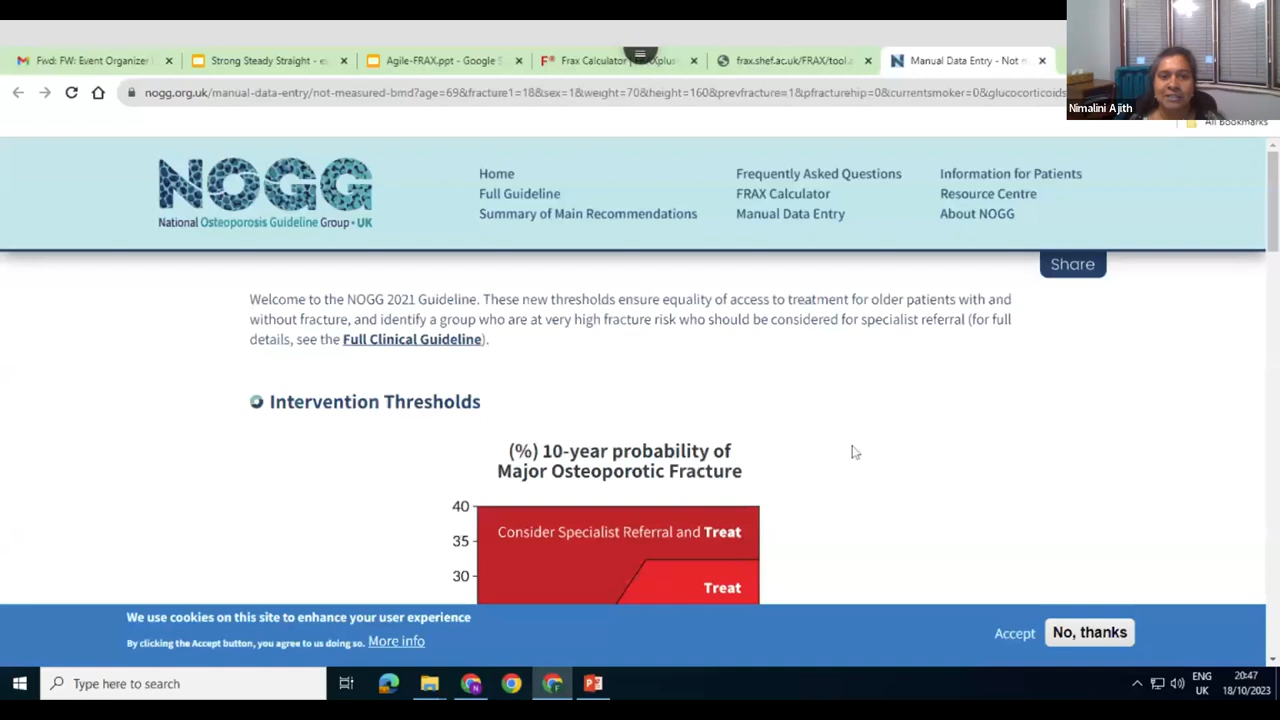 Fwd: FW: Event Organizer
Strong Steady Straight - e
Agile-FRAX.ppt - Google S
Frax Calculator | FRAXplus
frax.shef.ac.uk/FRAX/tool.
Manual Data Entry - Not m
nogg.org.uk/manual-data-entry/not-measured-bmd?age=69&fracture1=18&sex=1&weight=70&height=160&prevfracture=1&pfracturehip=0&currentsmoker=0&glucocorticoids
Nimalini Ajith
All Bookmarks
NOGG
National Osteoporosis Guideline Group • UK
Home
Full Guideline
Summary of Main Recommendations
Frequently Asked Questions
FRAX Calculator
Manual Data Entry
Information for Patients
Resource Centre
About NOGG
Share
Welcome to the NOGG 2021 Guideline. These new thresholds ensure equality of access to treatment for older patients with and
without fracture, and identify a group who are at very high fracture risk who should be considered for specialist referral (for full
details, see the Full Clinical Guideline).
Intervention Thresholds
(%) 10-year probability of
Major Osteoporotic Fracture
40
35
30
Consider Specialist Referral and Treat
Treat
We use cookies on this site to enhance your user experience
By clicking the Accept button, you agree to us doing so. More info
Accept
No, thanks
Type here to search
ENG
UK
20:47
18/10/2023